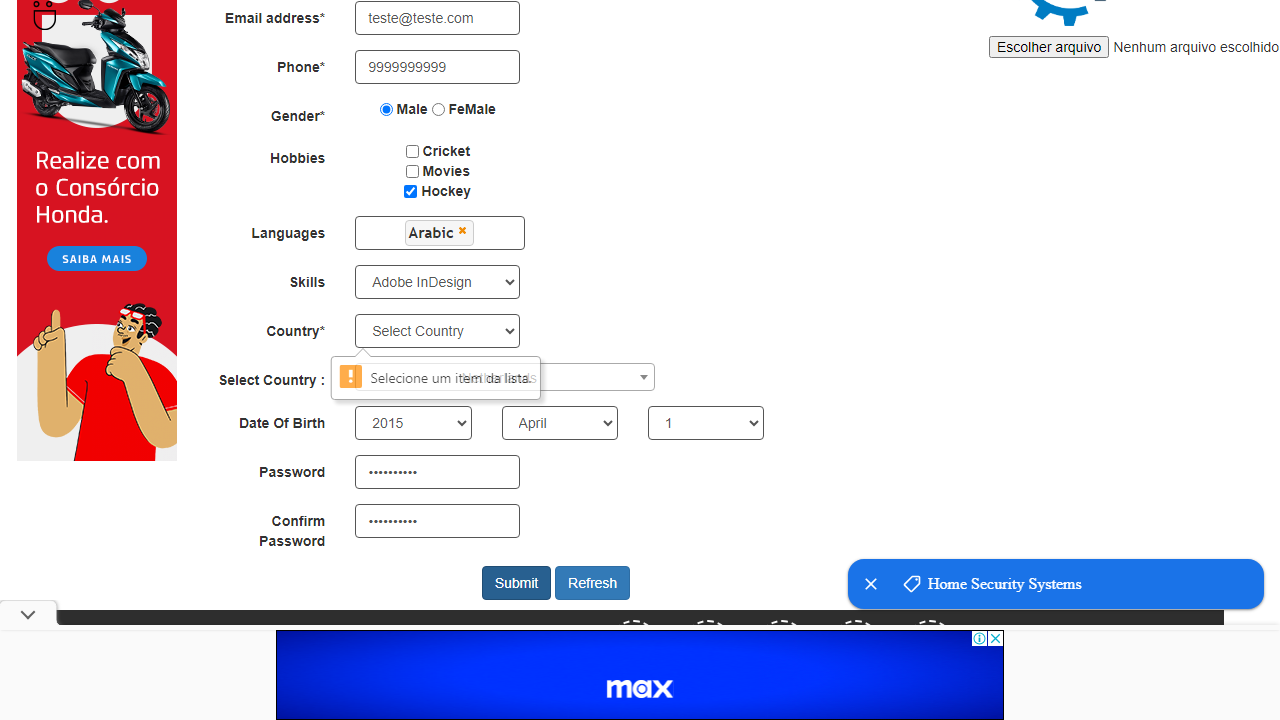 Email address* teste@teste.com
Escolher arquivo Nenhum arquivo escolhido
Phone* 9999999999
Gender* Male FeMale
Hobbies Cricket
Movies
Hockey
Realize com
o Consórcio
Honda.
SAIBA MAIS
Languages Arabic ×
Skills Adobe InDesign
Country* Select Country
Select Country :
Selecione um item da lista.
Date Of Birth 2015 April 1
Password ••••••••••
Confirm
Password ••••••••••
Submit Refresh
Home Security Systems
max